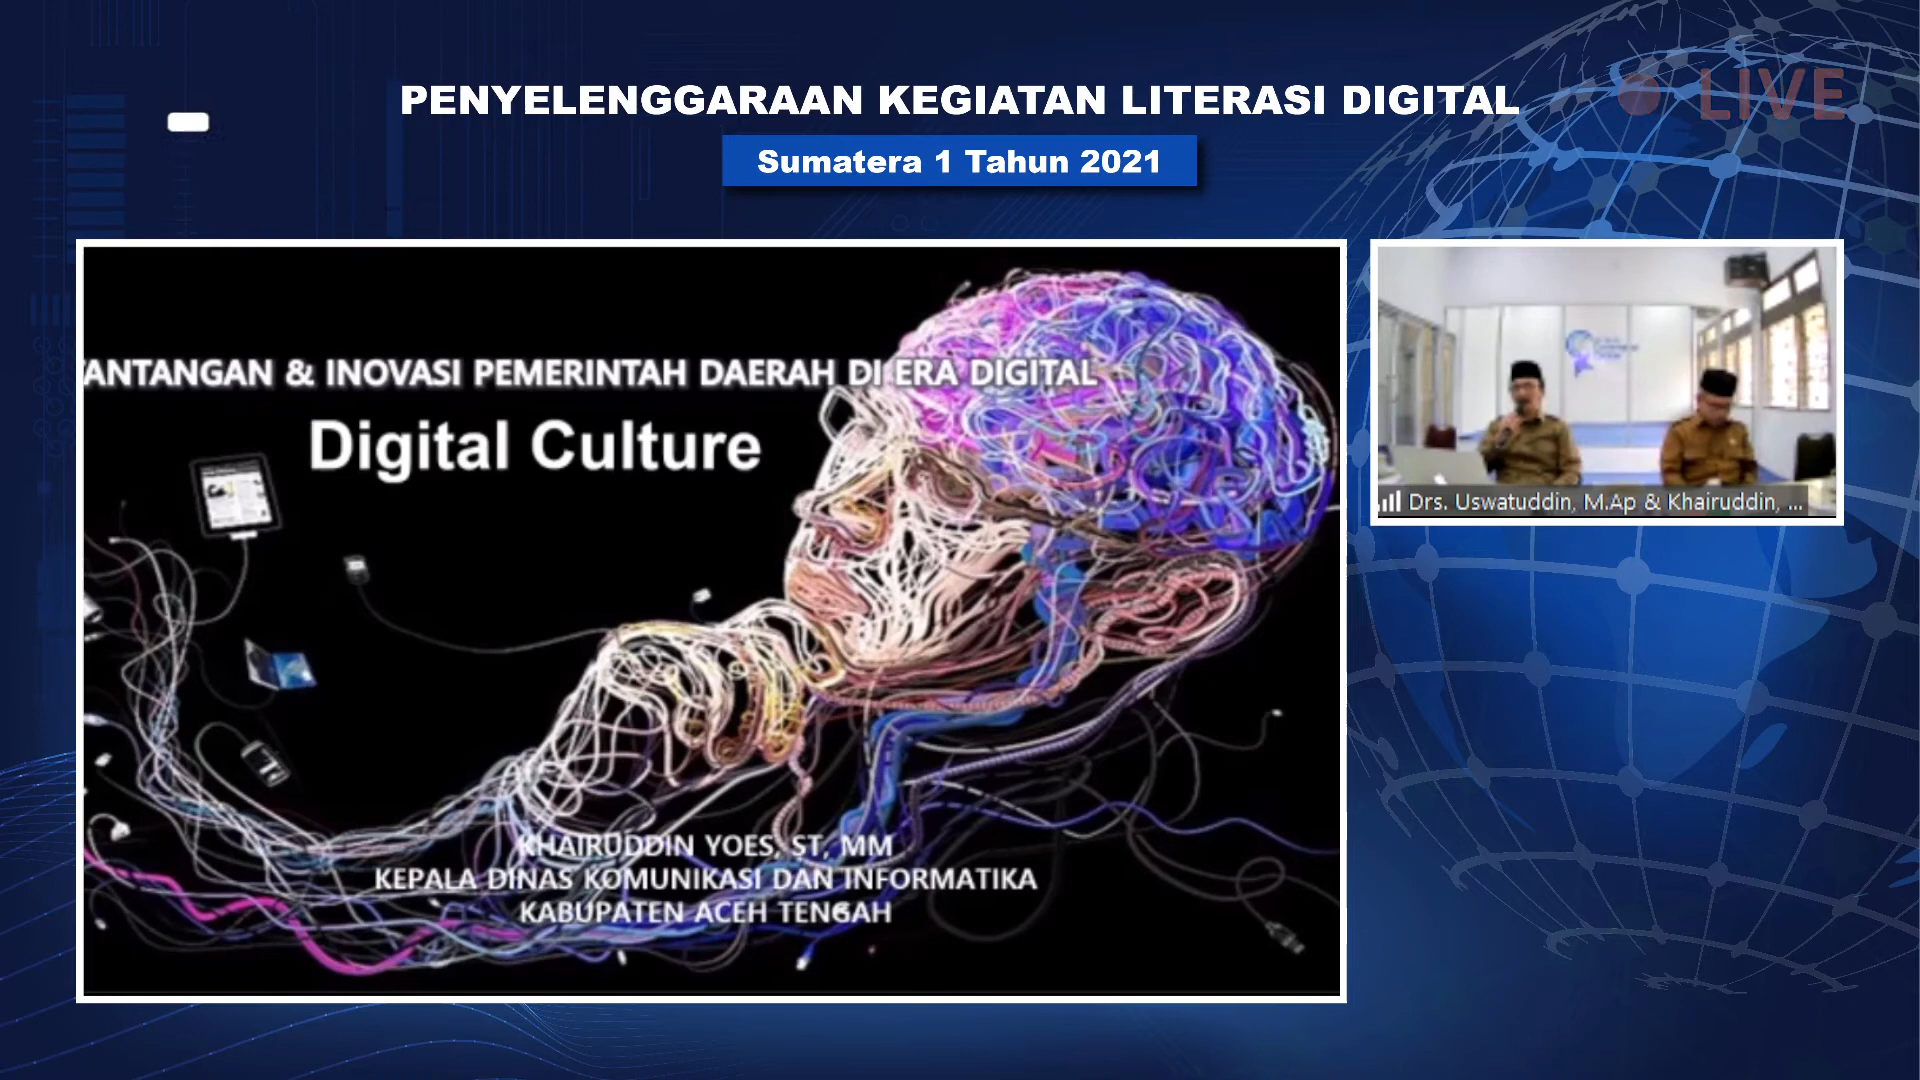 PENYELENGGARAAN KEGIATAN LITERASI DIGITAL
LIVE
Sumatera 1 Tahun 2021
TANTANGAN & INOVASI PEMERINTAH DAERAH DI ERA DIGITAL
Digital Culture
KHAIRUDDIN YOES, ST, MM
KEPALA DINAS KOMUNIKASI DAN INFORMATIKA
KABUPATEN ACEH TENGAH
Drs. Uswatuddin, M.Ap & Khairuddin, ...